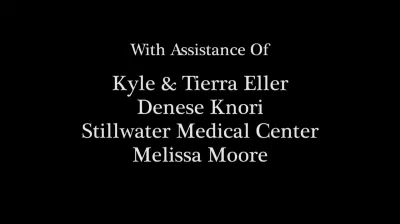 With Assistance Of
Kyle & Tierra Eller
Denese Knori
Stillwater Medical Center
Melissa Moore